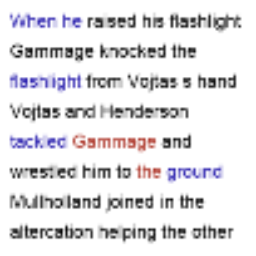 When he raised his flashlight
Gammage knocked the
flashlight from Vojtas s hand
Vojtas and Henderson
tackled Gammage and
wrestled him to the ground
Mullholland joined in the
altercation helping the other